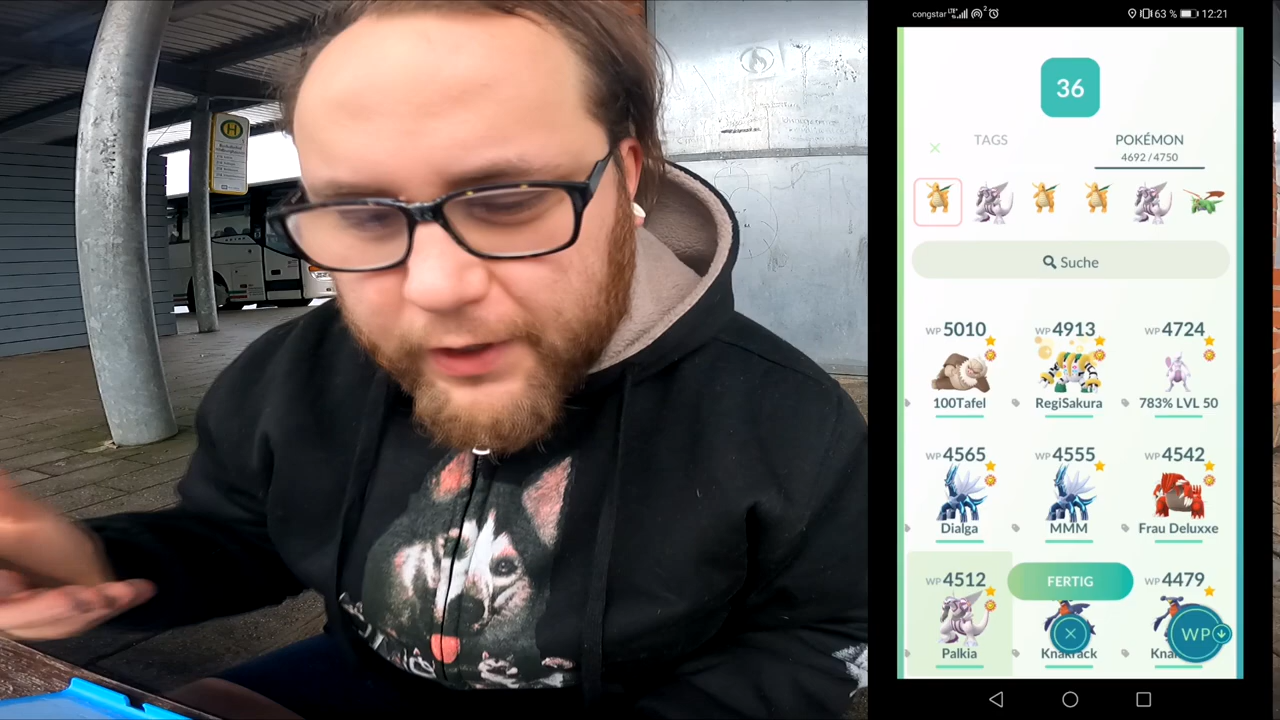 H
congstar 2 63 % 12:21
36
TAGS
POKÉMON
4692 / 4750
Suche
WP 5010
WP 4913
WP 4724
100Tafel
RegiSakura
783% LVL 50
WP 4565
WP 4555
WP 4542
Dialga
MMM
Frau Deluxxe
WP 4512
FERTIG
WP 4479
Palkia
Knakrack
WP